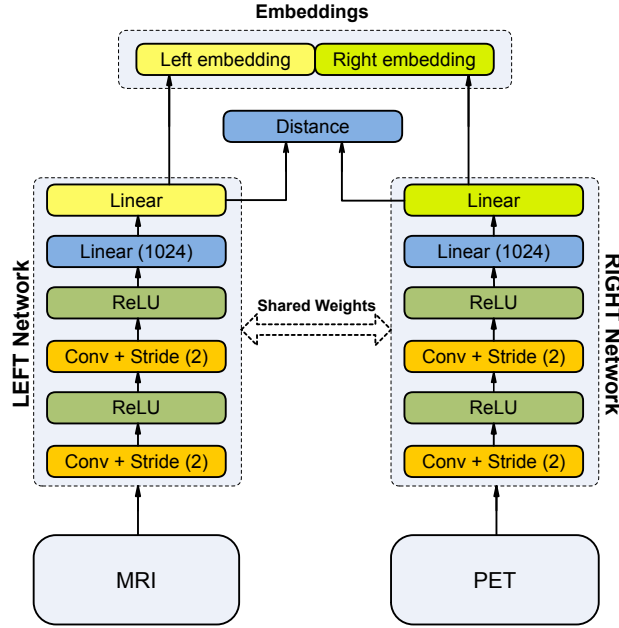 Embeddings
Left embedding
Right embedding
Distance
LEFT Network
Linear
Linear (1024)
ReLU
Conv + Stride (2)
ReLU
Conv + Stride (2)
MRI
Shared Weights
RIGHT Network
Linear
Linear (1024)
ReLU
Conv + Stride (2)
ReLU
Conv + Stride (2)
PET